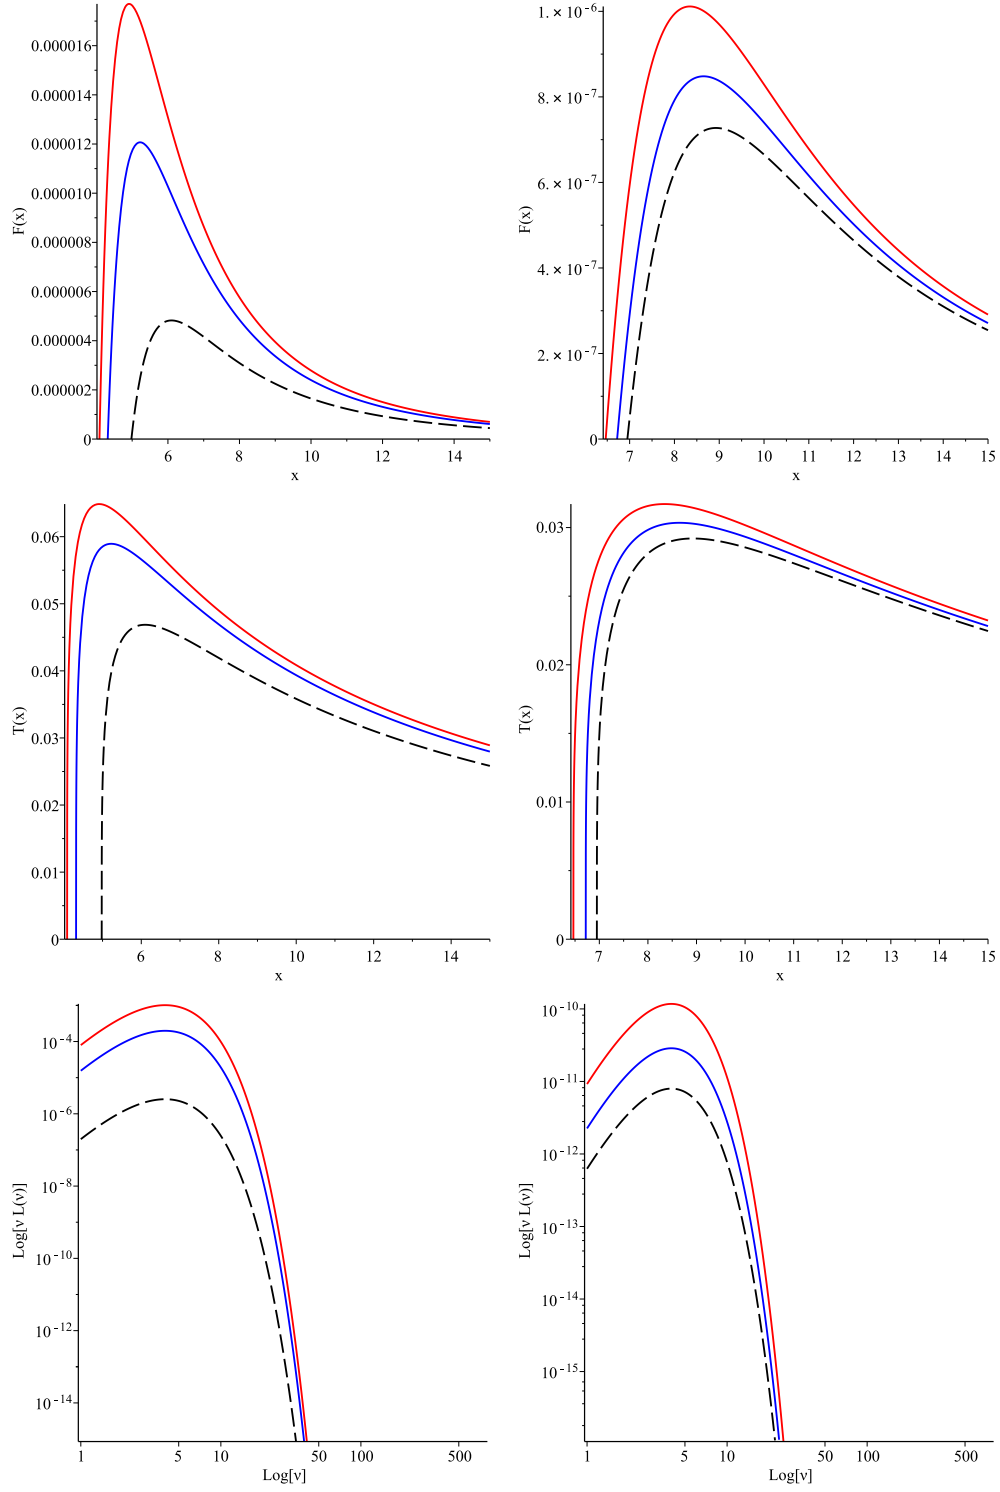 0.000016
0.000014
0.000012
0.000010
0.000008
0.000006
0.000004
0.000002
0
F(x)
6 8 10 12 14
x
1. × 10⁻⁶
8. × 10⁻⁷
6. × 10⁻⁷
4. × 10⁻⁷
2. × 10⁻⁷
0
F(x)
7 8 9 10 11 12 13 14 15
x
0.06
0.05
0.04
0.03
0.02
0.01
0
T(x)
6 8 10 12 14
x
0.03
0.02
0.01
0
T(x)
7 8 9 10 11 12 13 14 15
x
10⁻⁴
10⁻⁶
10⁻⁸
10⁻¹⁰
10⁻¹²
10⁻¹⁴
Log[ν L(ν)]
1 5 10 50 100 500
Log[ν]
10⁻¹⁰
10⁻¹¹
10⁻¹²
10⁻¹³
10⁻¹⁴
10⁻¹⁵
Log[ν L(ν)]
1 5 10 50 100 500
Log[ν]